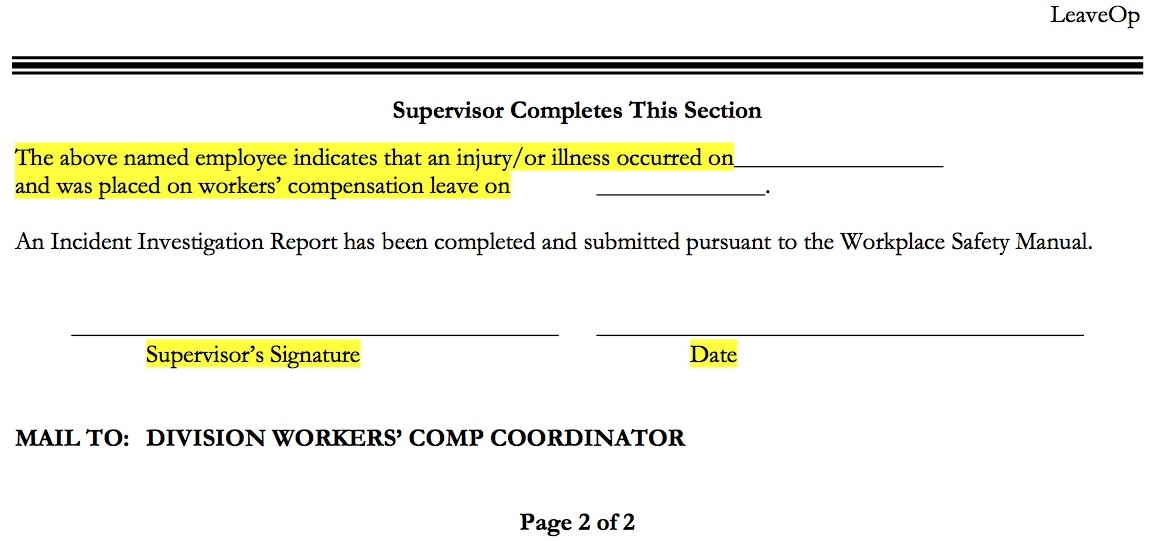 LeaveOp
Supervisor Completes This Section
The above named employee indicates that an injury/or illness occurred on
and was placed on workers’ compensation leave on .
An Incident Investigation Report has been completed and submitted pursuant to the Workplace Safety Manual.
Supervisor’s Signature Date
MAIL TO: DIVISION WORKERS’ COMP COORDINATOR
Page 2 of 2